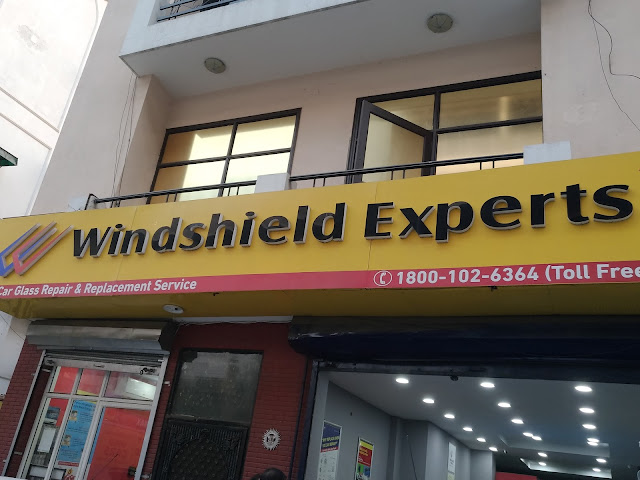 Windshield Experts
Car Glass Repair & Replacement Service
1800-102-6364 (Toll Free